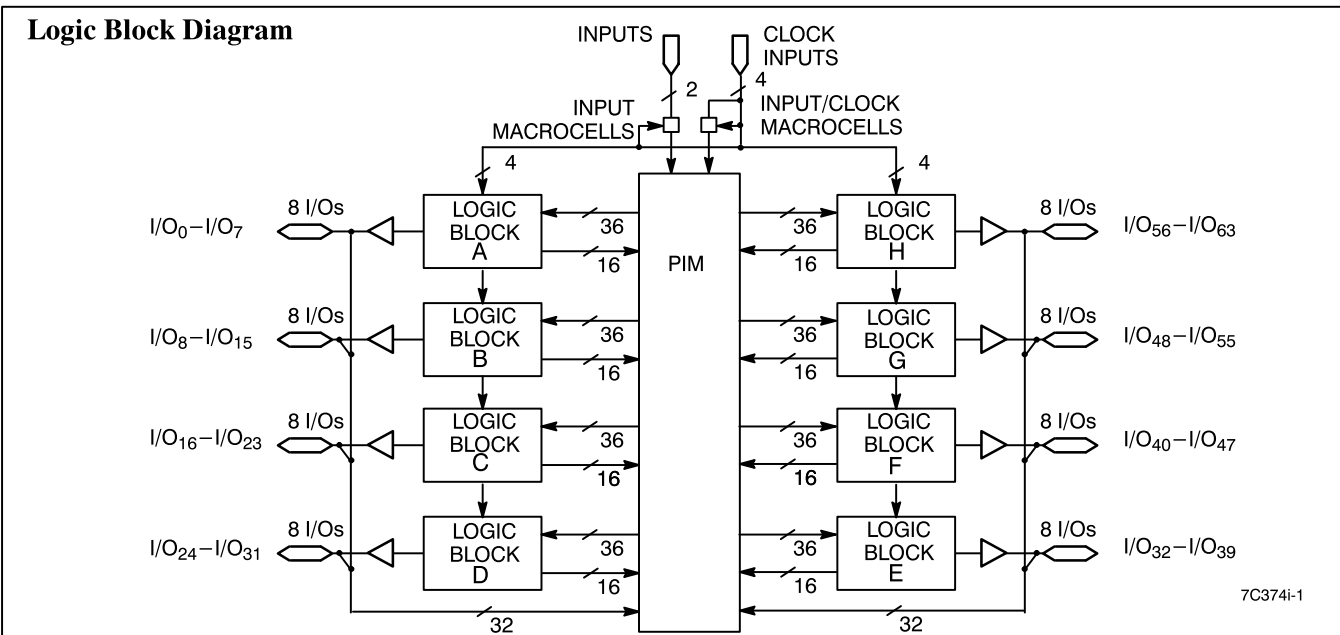 Logic Block Diagram
INPUTS
CLOCK
INPUTS
2
4
INPUT
MACROCELLS
INPUT/CLOCK
MACROCELLS
4
4
I/O0–I/O7
8 I/Os
LOGIC
BLOCK
A
36
16
PIM
36
16
LOGIC
BLOCK
H
8 I/Os
I/O56–I/O63
I/O8–I/O15
8 I/Os
LOGIC
BLOCK
B
36
16
36
16
LOGIC
BLOCK
G
8 I/Os
I/O48–I/O55
I/O16–I/O23
8 I/Os
LOGIC
BLOCK
C
36
16
36
16
LOGIC
BLOCK
F
8 I/Os
I/O40–I/O47
I/O24–I/O31
8 I/Os
LOGIC
BLOCK
D
36
16
36
16
LOGIC
BLOCK
E
8 I/Os
I/O32–I/O39
32
32
7C374i-1